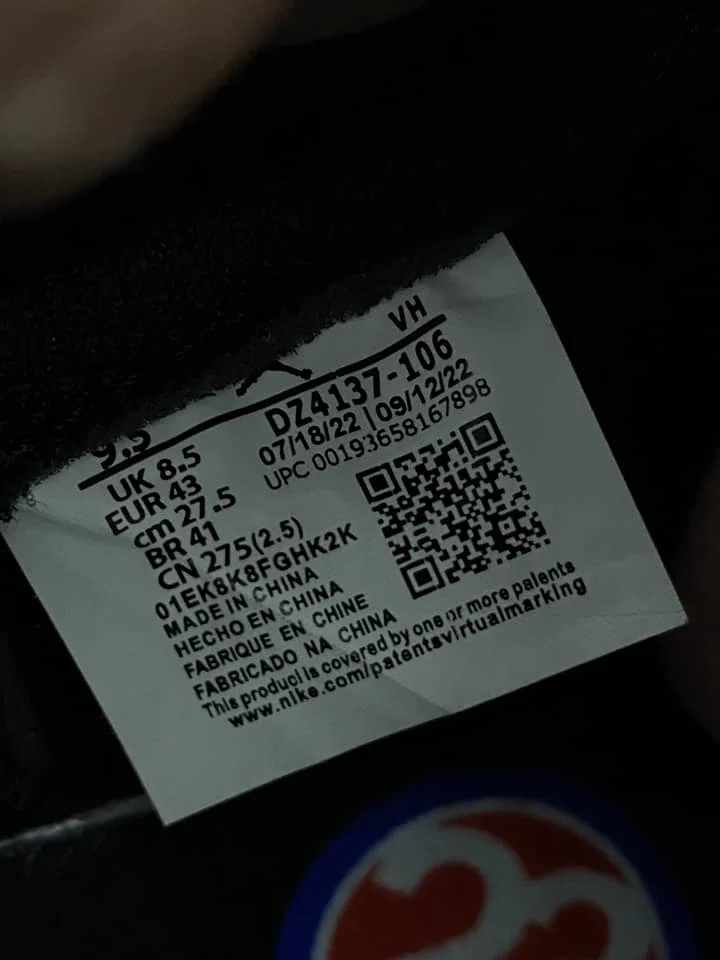 VH
9.5
UK 8.5
EUR 43
cm 27.5
BR 41
CN 275(2.5)
DZ4137-106
07/18/22 | 09/12/22
UPC 00193658167898
01EK8K8FGHK2K
MADE IN CHINA
HECHO EN CHINA
FABRIQUE EN CHINE
FABRICADO NA CHINA
This product is covered by one or more patents
www.nike.com/patentsvirtualmarking